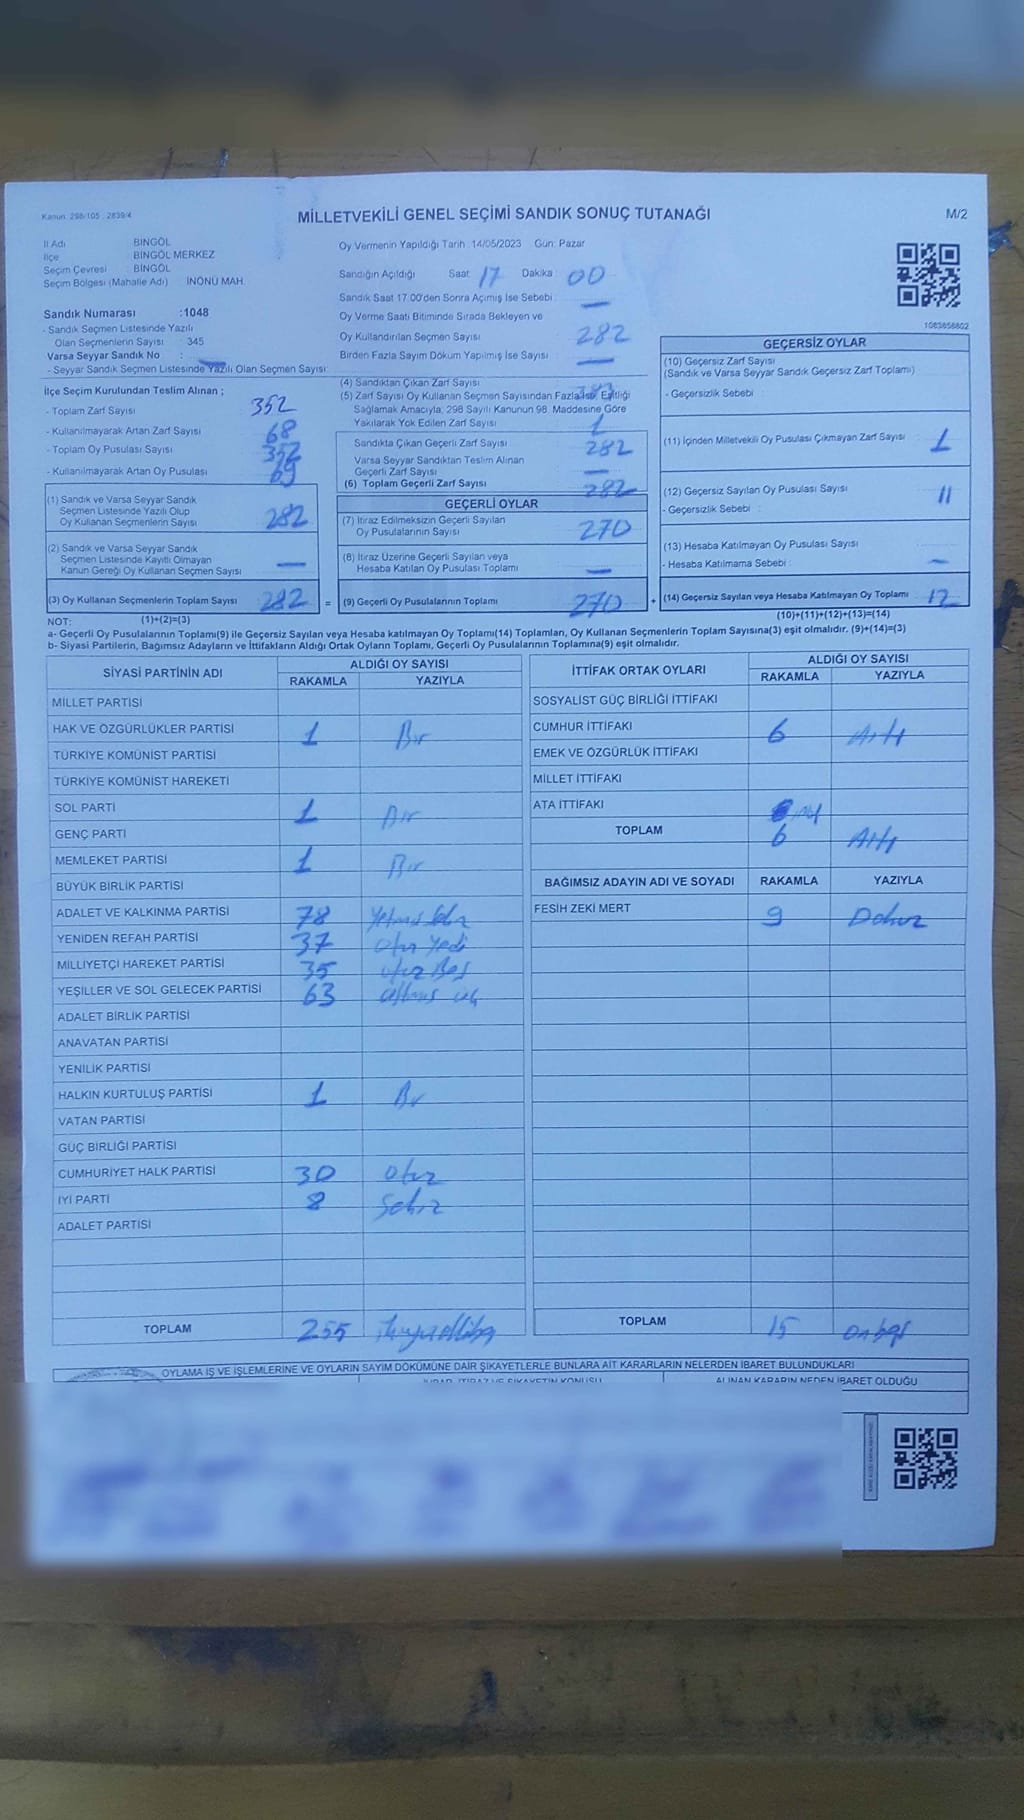 Kanun: 298/105 : 2839/4
MİLLETVEKİLİ GENEL SEÇİMİ SANDIK SONUÇ TUTANAĞI
M/2
İl Adı BİNGÖL
İlçe BİNGÖL MERKEZ
Seçim Çevresi BİNGÖL
Seçim Bölgesi (Mahalle Adı) İNÖNÜ MAH.
Sandık Numarası :1048
- Sandık Seçmen Listesinde Yazılı
Olan Seçmenlerin Sayısı : 345
Varsa Seyyar Sandık No :
- Seyyar Sandık Seçmen Listesinde Yazılı Olan Seçmen Sayısı:
Oy Vermenin Yapıldığı Tarih :14/05/2023 Gün: Pazar
Sandığın Açıldığı Saat: 17 Dakika : 00
Sandık Saat 17.00'den Sonra Açımış İse Sebebi : —
Oy Verme Saati Bitiminde Sırada Bekleyen ve
Oy Kullandırılan Seçmen Sayısı 282
Birden Fazla Sayım Döküm Yapılmış İse Sayısı —
1083858802
İlçe Seçim Kurulundan Teslim Alınan ;
- Toplam Zarf Sayısı 352
- Kullanılmayarak Artan Zarf Sayısı 68
- Toplam Oy Pusulası Sayısı 352
- Kullanılmayarak Artan Oy Pusulası 69
(1) Sandık ve Varsa Seyyar Sandık
Seçmen Listesinde Yazılı Olup
Oy Kullanan Seçmenlerin Sayısı 282
(2) Sandık ve Varsa Seyyar Sandık
Seçmen Listesinde Kayıtlı Olmayan
Kanun Gereği Oy Kullanan Seçmen Sayısı —
(3) Oy Kullanan Seçmenlerin Toplam Sayısı 282 =
(4) Sandıktan Çıkan Zarf Sayısı
(5) Zarf Sayısı Oy Kullanan Seçmen Sayısından Fazla İse, Eşitliği
Sağlamak Amacıyla; 298 Sayılı Kanunun 98. Maddesine Göre
Yakılarak Yok Edilen Zarf Sayısı 1
Sandıkta Çıkan Geçerli Zarf Sayısı 282
Varsa Seyyar Sandıktan Teslim Alınan
Geçerli Zarf Sayısı —
(6) Toplam Geçerli Zarf Sayısı 282
GEÇERLİ OYLAR
(7) İtiraz Edilmeksizin Geçerli Sayılan
Oy Pusulalarının Sayısı 270
(8) İtiraz Üzerine Geçerli Sayılan veya
Hesaba Katılan Oy Pusulası Toplamı —
(9) Geçerli Oy Pusulalarının Toplamı 270 +
GEÇERSİZ OYLAR
(10) Geçersiz Zarf Sayısı
(Sandık ve Varsa Seyyar Sandık Geçersiz Zarf Toplamı)
- Geçersizlik Sebebi :
(11) İçinden Milletvekili Oy Pusulası Çıkmayan Zarf Sayısı 1
(12) Geçersiz Sayılan Oy Pusulası Sayısı 11
- Geçersizlik Sebebi :
(13) Hesaba Katılmayan Oy Pusulası Sayısı
- Hesaba Katılmama Sebebi : —
(14) Geçersiz Sayılan veya Hesaba Katılmayan Oy Toplamı 12
NOT: (1)+(2)=(3) (10)+(11)+(12)+(13)=(14)
a- Geçerli Oy Pusulalarının Toplamı(9) ile Geçersiz Sayılan veya Hesaba katılmayan Oy Toplamı(14) Toplamları, Oy Kullanan Seçmenlerin Toplam Sayısına(3) eşit olmalıdır. (9)+(14)=(3)
b- Siyasi Partilerin, Bağımsız Adayların ve İttifakların Aldığı Ortak Oyların Toplamı, Geçerli Oy Pusulalarının Toplamına(9) eşit olmalıdır.
SİYASİ PARTİNİN ADI ALDIĞI OY SAYISI
RAKAMLA YAZIYLA
MİLLET PARTİSİ
HAK VE ÖZGÜRLÜKLER PARTİSİ 1 Bir
TÜRKİYE KOMÜNİST PARTİSİ
TÜRKİYE KOMÜNİST HAREKETİ
SOL PARTİ 1 Bir
GENÇ PARTİ
MEMLEKET PARTİSİ 1 Bir
BÜYÜK BİRLİK PARTİSİ
ADALET VE KALKINMA PARTİSİ 78
YENİDEN REFAH PARTİSİ 37 otuz Yedi
MİLLİYETÇİ HAREKET PARTİSİ 35 otuz Beş
YEŞİLLER VE SOL GELECEK PARTİSİ 63 altmış üç
ADALET BİRLİK PARTİSİ
ANAVATAN PARTİSİ
YENİLİK PARTİSİ
HALKIN KURTULUŞ PARTİSİ 1 Bir
VATAN PARTİSİ
GÜÇ BİRLİĞİ PARTİSİ
CUMHURİYET HALK PARTİSİ 30 Otuz
İYİ PARTİ 8 Sekiz
ADALET PARTİSİ
TOPLAM 255
İTTİFAK ORTAK OYLARI ALDIĞI OY SAYISI
RAKAMLA YAZIYLA
SOSYALİST GÜÇ BİRLİĞİ İTTİFAKI
CUMHUR İTTİFAKI 6 Altı
EMEK VE ÖZGÜRLÜK İTTİFAKI
MİLLET İTTİFAKI
ATA İTTİFAKI
TOPLAM 6 Altı
BAĞIMSIZ ADAYIN ADI VE SOYADI RAKAMLA YAZIYLA
FESİH ZEKİ MERT 9 Dokuz
TOPLAM 15 onbeş
OYLAMA İŞ VE İŞLEMLERİNE VE OYLARIN SAYIM DÖKÜMÜNE DAİR ŞİKAYETLERLE BUNLARA AİT KARARLARIN NELERDEN İBARET BULUNDUKLARI
ALINAN KARARIN NEDEN İBARET OLDUĞU